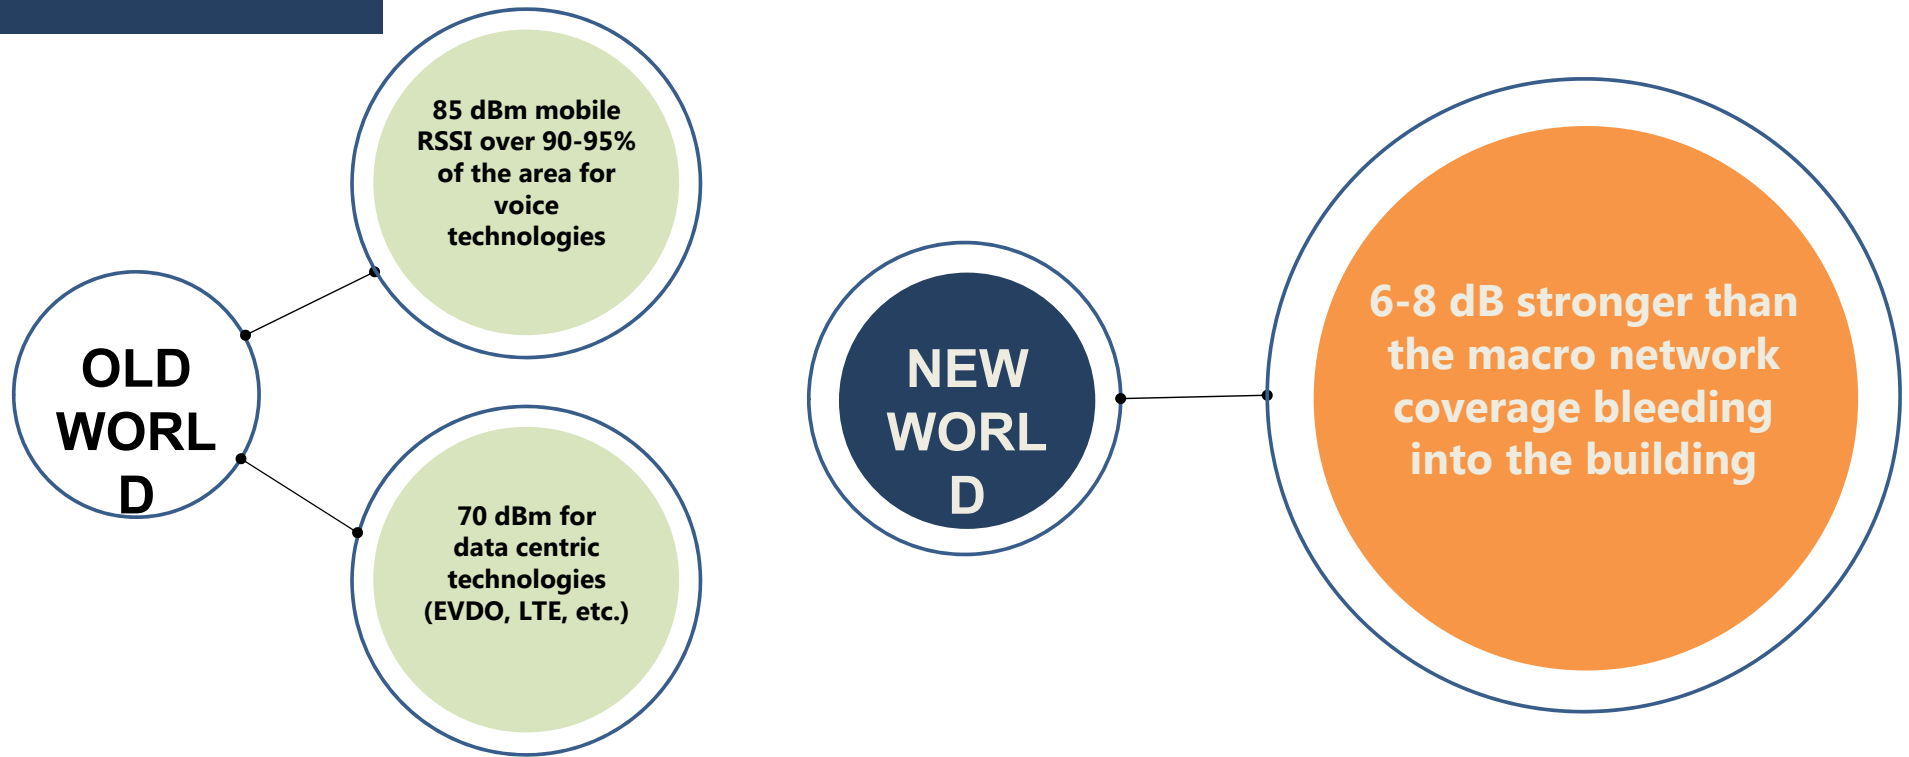 85 dBm mobile
RSSI over 90-95%
of the area for
voice
technologies
OLD
WORL
D
70 dBm for
data centric
technologies
(EVDO, LTE, etc.)
NEW
WORL
D
6-8 dB stronger than
the macro network
coverage bleeding
into the building